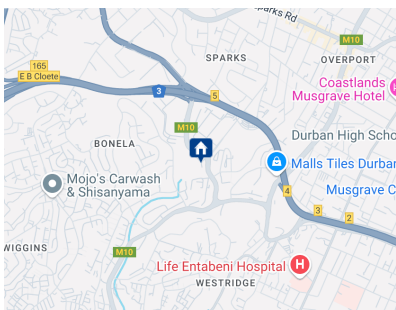 Sparks Rd
M10
SPARKS
OVERPORT
165
E B Cloete
3
5
Coastlands
Musgrave Hotel
M10
BONELA
Durban High Scho
Malls Tiles Durban
Mojo's Carwash
& Shisanyama
4
Musgrave C
3
2
WIGGINS
M10
Life Entabeni Hospital
H
WESTRIDGE